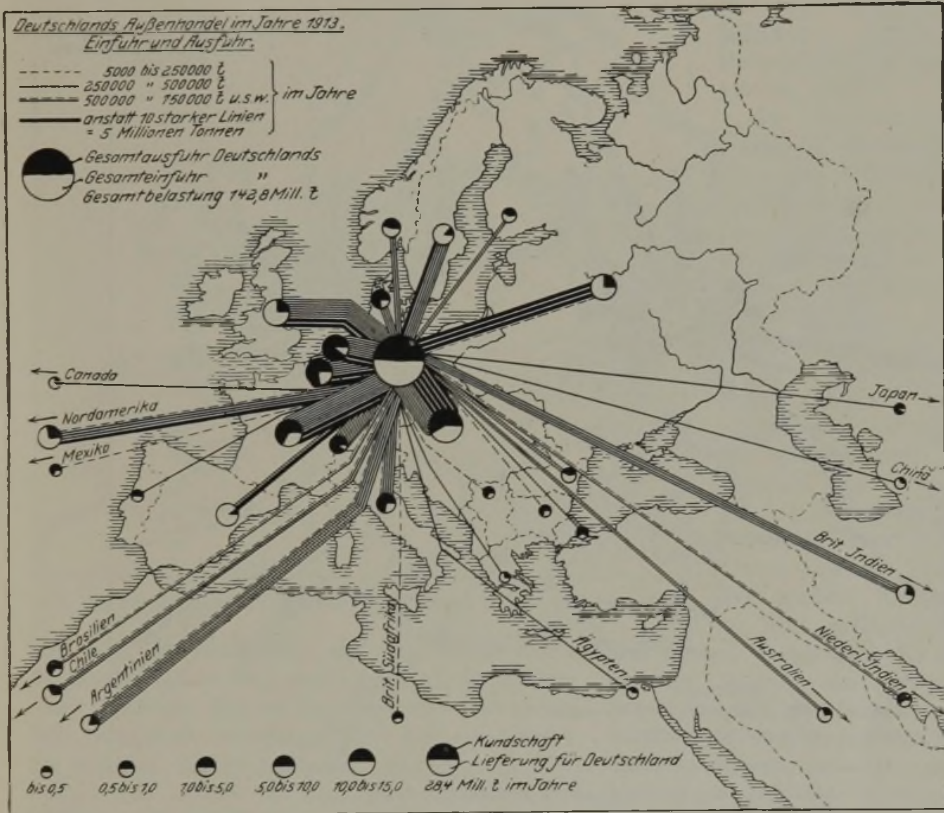 Deutschlands Außenhandel im Jahre 1913.
Einfuhr und Ausfuhr.
5000 bis 250000 t
250000 " 500000 t
500000 " 750000 t u.s.w.
im Jahre
anstatt 10 starker Linien
= 5 Millionen Tonnen
Gesamtausfuhr Deutschlands
Gesamteinfuhr "
Gesamtbelastung 142,8 Mill. t
Canada
Nordamerika
Mexiko
Japan
China
Brit. Indien
Niederl. Indien
Australien
Ägypten
Brit. Südafrika
Brasilien
Chile
Argentinien
Kundschaft
Lieferung für Deutschland
bis 0,5
0,5 bis 1,0
1,0 bis 5,0
5,0 bis 10,0
10,0 bis 15,0
28,4 Mill. t im Jahre